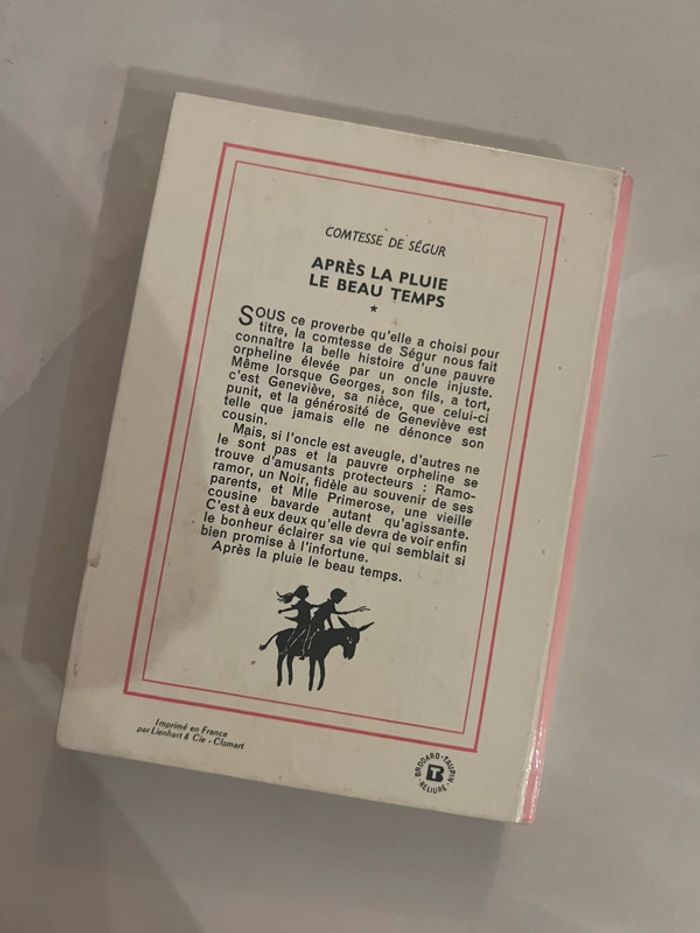 COMTESSE DE SÉGUR
APRÈS LA PLUIE
LE BEAU TEMPS
*
SOUS ce proverbe qu'elle a choisi pour
titre, la comtesse de Ségur nous fait
connaître la belle histoire d'une pauvre
orpheline élevée par un oncle injuste.
Même lorsque Georges, son fils, a tort,
c'est Geneviève, sa nièce, que celui-ci
punit, et la générosité de Geneviève est
telle que jamais elle ne dénonce son
cousin.
Mais, si l'oncle est aveugle, d'autres ne
le sont pas et la pauvre orpheline se
trouve d'amusants protecteurs : Ramo-
ramor, un Noir, fidèle au souvenir de ses
parents, et Mlle Primerose, une vieille
cousine bavarde autant qu'agissante.
C'est à eux deux qu'elle devra de voir enfin
le bonheur éclairer sa vie qui semblait si
bien promise à l'infortune.
Après la pluie le beau temps.
Imprimé en France
par Lienhart & Cie - Clamart
BRODARD-TAUPIN
RELIURE